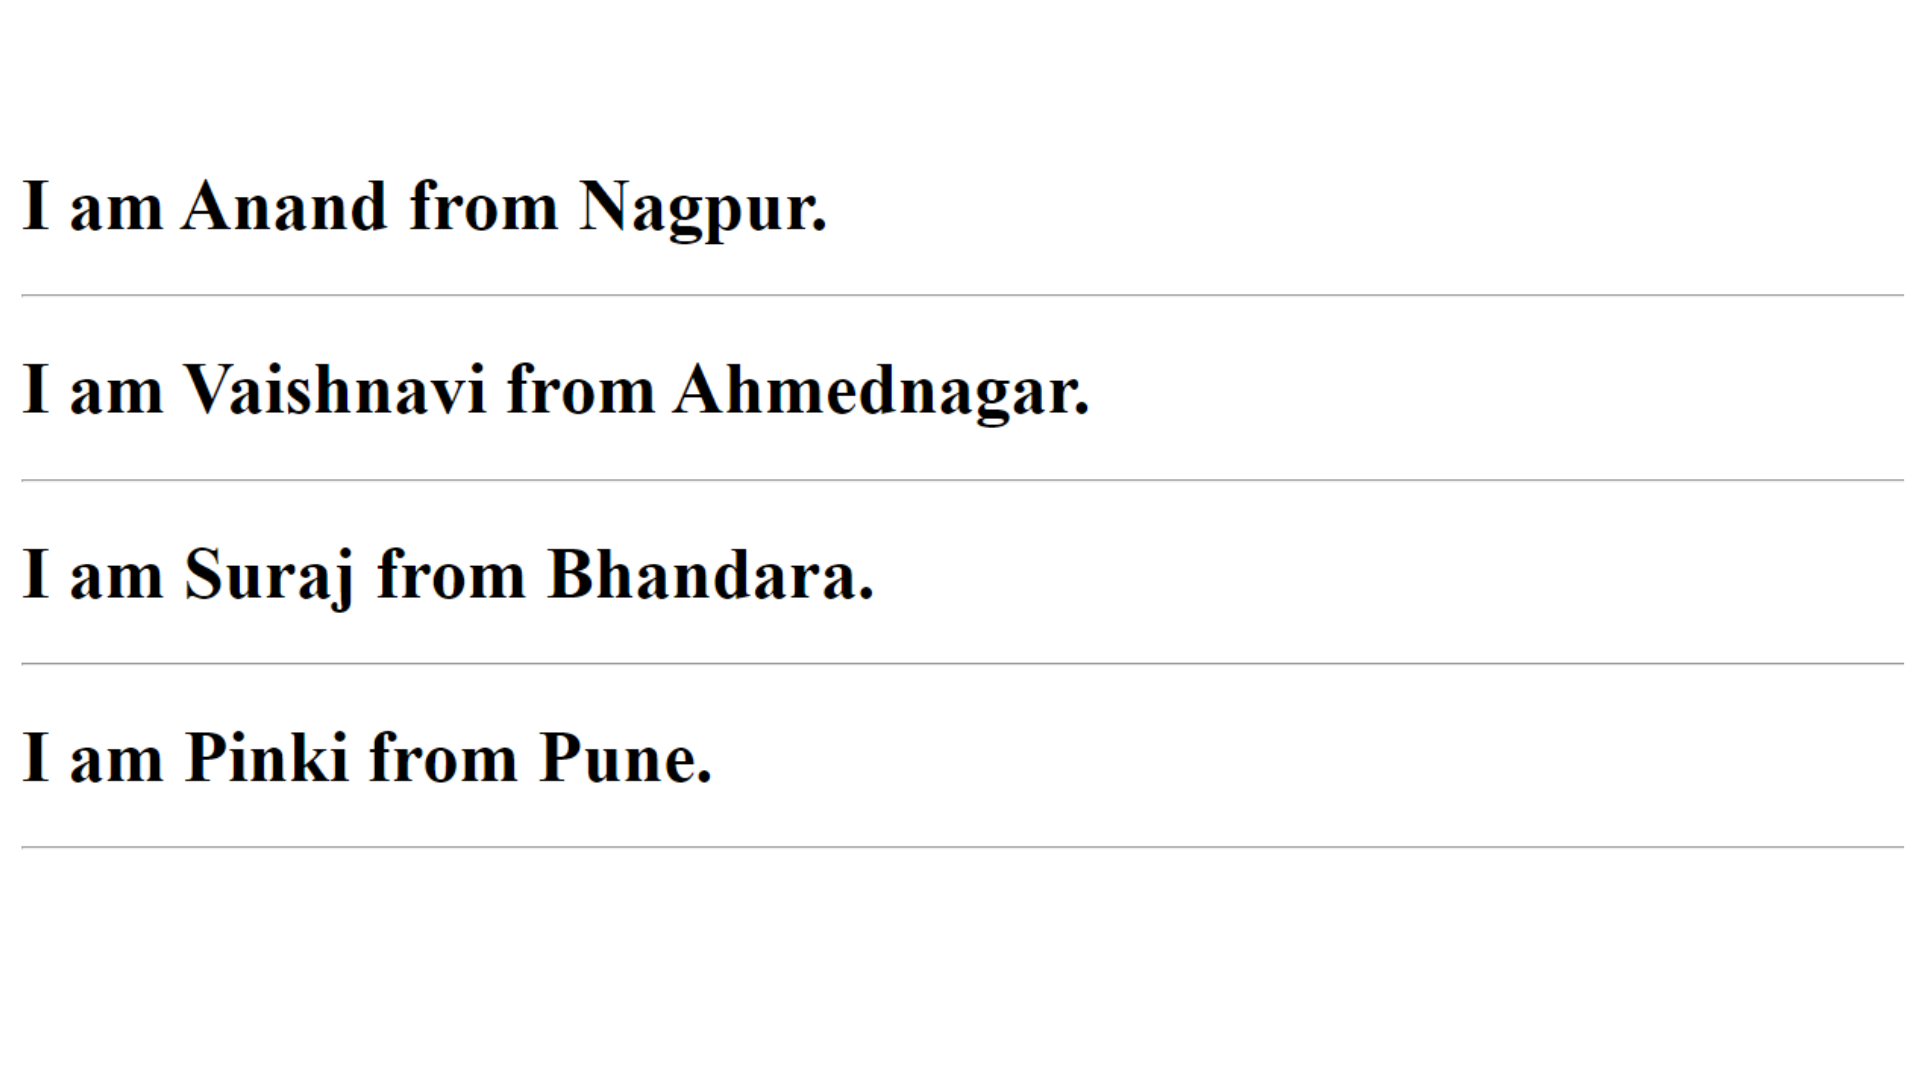 I am Anand from Nagpur.
I am Vaishnavi from Ahmednagar.
I am Suraj from Bhandara.
I am Pinki from Pune.